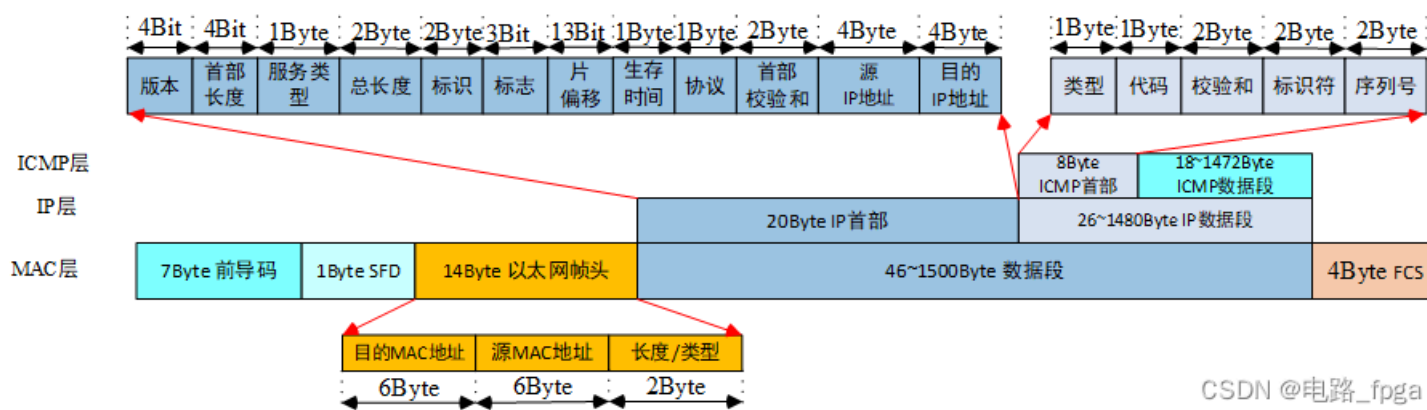 4Bit 4Bit 1Byte 2Byte 2Byte 3Bit 13Bit 1Byte 1Byte 2Byte 4Byte 4Byte 1Byte 1Byte 2Byte 2Byte 2Byte
版本
首部
长度
服务类
型
总长度
标识
标志
片
偏移
生存
时间
协议
首部
校验和
源
IP地址
目的
IP地址
类型
代码
校验和
标识符
序列号
ICMP层
8Byte
ICMP首部
18~1472Byte
ICMP数据段
IP层
20Byte IP首部
26~1480Byte IP数据段
MAC层
7Byte 前导码
1Byte SFD
14Byte 以太网帧头
46~1500Byte 数据段
4Byte FCS
目的MAC地址
源MAC地址
长度/类型
6Byte 6Byte 2Byte
CSDN @电路_fpga